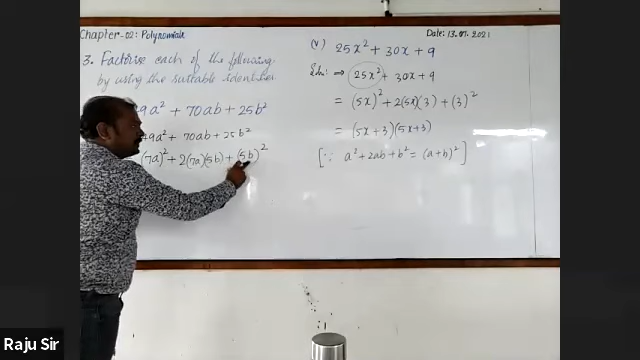 Chapter-02: Polynomials
Date: 13.07.2021
3. Factorise each of the following
by using the suitable identities
9a² + 70ab + 25b²
49a² + 70ab + 25b²
(7a)² + 2(7a)(5b) + (5b)²
(v) 25x² + 30x + 9
Soln: ⇒ 25x² + 30x + 9
= (5x)² + 2(5x)(3) + (3)²
= (5x+3)(5x+3)
[∵ a² + 2ab + b² = (a+b)²]
Raju Sir